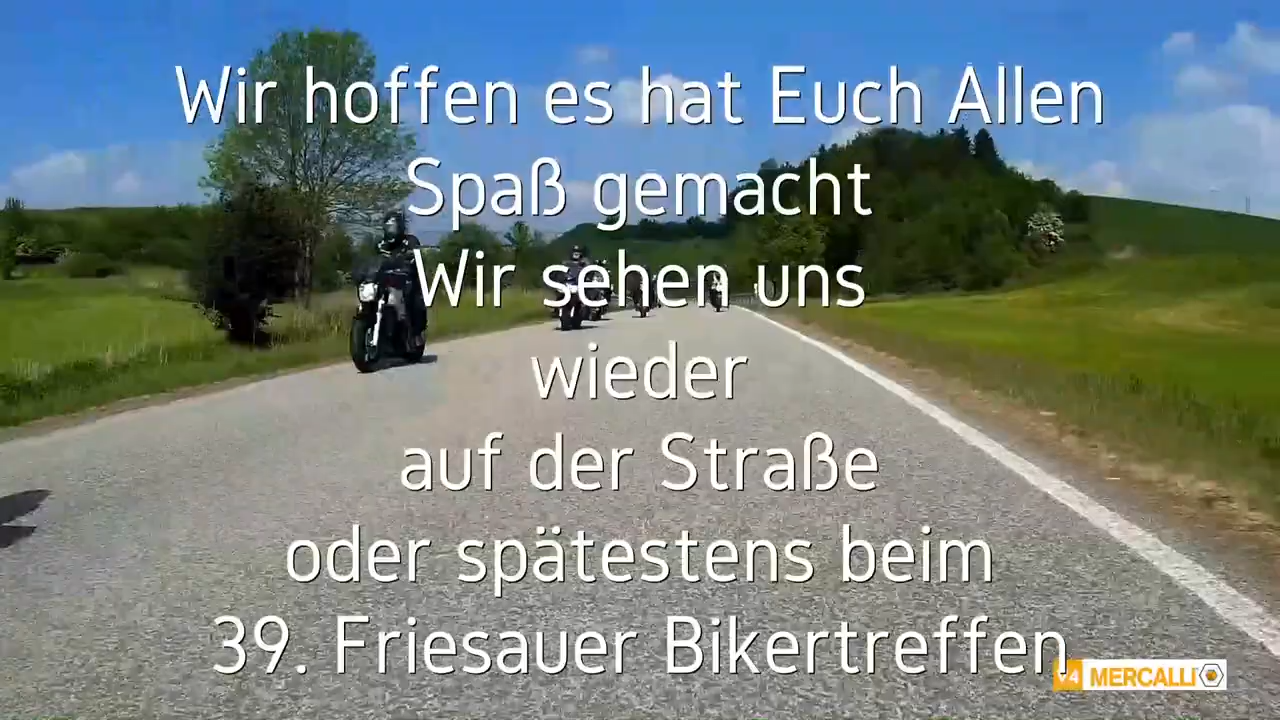 Wir hoffen es hat Euch Allen
Spaß gemacht
Wir sehen uns
wieder
auf der Straße
oder spätestens beim
39. Friesauer Bikertreffen
V4 MERCALLI